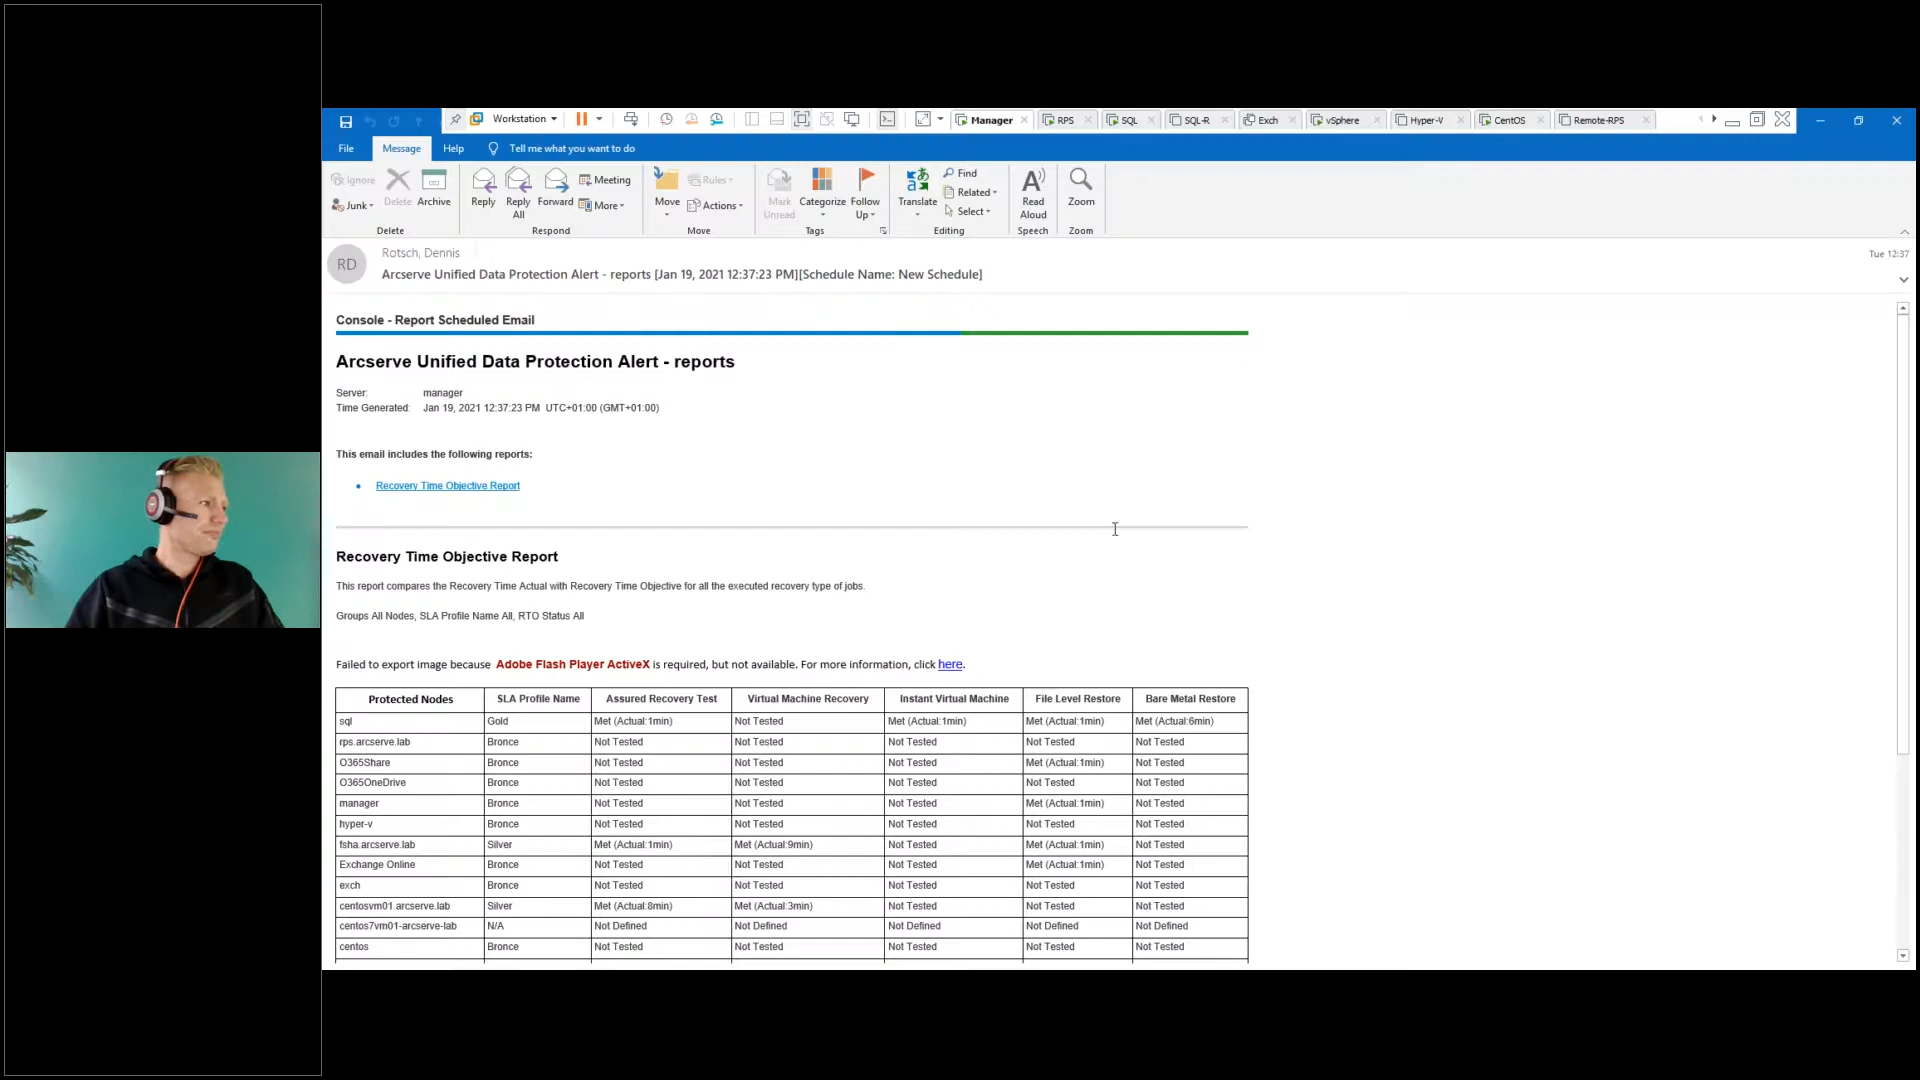 Workstation
Manager
RPS
SQL
SQL-R
Exch
vSphere
Hyper-V
CentOS
Remote-RPS
File
Message
Help
Tell me what you want to do
Ignore
Junk
Delete
Archive
Reply
Reply All
Forward
Meeting
More
Move
Rules
Actions
Mark Unread
Categorize
Follow Up
Translate
Find
Related
Select
Read Aloud
Zoom
Delete
Respond
Move
Tags
Editing
Speech
Zoom
RD
Rotsch, Dennis
Tue 12:37
Arcserve Unified Data Protection Alert - reports [Jan 19, 2021 12:37:23 PM][Schedule Name: New Schedule]
Console - Report Scheduled Email
Arcserve Unified Data Protection Alert - reports
Server: manager
Time Generated: Jan 19, 2021 12:37:23 PM UTC+01:00 (GMT+01:00)
This email includes the following reports:
• Recovery Time Objective Report
Recovery Time Objective Report
This report compares the Recovery Time Actual with Recovery Time Objective for all the executed recovery type of jobs.
Groups All Nodes, SLA Profile Name All, RTO Status All
Failed to export image because Adobe Flash Player ActiveX is required, but not available. For more information, click here.
Protected Nodes SLA Profile Name Assured Recovery Test Virtual Machine Recovery Instant Virtual Machine File Level Restore Bare Metal Restore
sql Gold Met (Actual:1min) Not Tested Met (Actual:1min) Met (Actual:1min) Met (Actual:6min)
rps.arcserve.lab Bronce Not Tested Not Tested Not Tested Not Tested Not Tested
O365Share Bronce Not Tested Not Tested Not Tested Met (Actual:1min) Not Tested
O365OneDrive Bronce Not Tested Not Tested Not Tested Not Tested Not Tested
manager Bronce Not Tested Not Tested Not Tested Met (Actual:1min) Not Tested
hyper-v Bronce Not Tested Not Tested Not Tested Not Tested Not Tested
fsha.arcserve.lab Silver Met (Actual:1min) Met (Actual:9min) Not Tested Met (Actual:1min) Not Tested
Exchange Online Bronce Not Tested Not Tested Not Tested Met (Actual:1min) Not Tested
exch Bronce Not Tested Not Tested Not Tested Not Tested Not Tested
centosvm01.arcserve.lab Silver Met (Actual:8min) Met (Actual:3min) Not Tested Not Tested Not Tested
centos7vm01-arcserve-lab N/A Not Defined Not Defined Not Defined Not Defined Not Defined
centos Bronce Not Tested Not Tested Not Tested Not Tested Not Tested